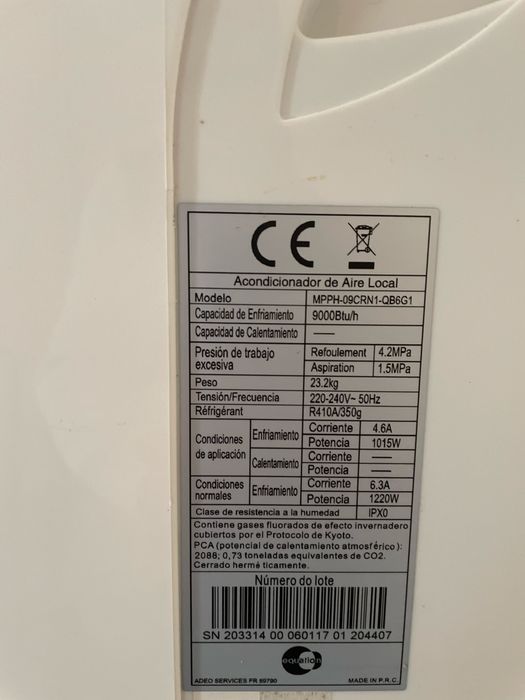 CE
Acondicionador de Aire Local
Modelo MPPH-09CRN1-QB6G1
Capacidad de Enfriamiento 9000Btu/h
Capacidad de Calentamiento ——
Presión de trabajo excesiva Refoulement 4.2MPa
Aspiration 1.5MPa
Peso 23.2kg
Tensión/Frecuencia 220-240V~ 50Hz
Réfrigérant R410A/350g
Condiciones de aplicación Enfriamiento Corriente 4.6A
Potencia 1015W
Calentamiento Corriente ——
Potencia ——
Condiciones normales Enfriamiento Corriente 6.3A
Potencia 1220W
Clase de resistencia a la humedad IPX0
Contiene gases fluorados de efecto invernadero
cubiertos por el Protocolo de Kyoto.
PCA (potencial de calentamiento atmosférico):
2088; 0,73 toneladas equivalentes de CO2.
Cerrado hermé ticamente.
Número do lote
SN 203314 00 060117 01 204407
equation
ADEO SERVICES FR 59790 MADE IN P.R.C.